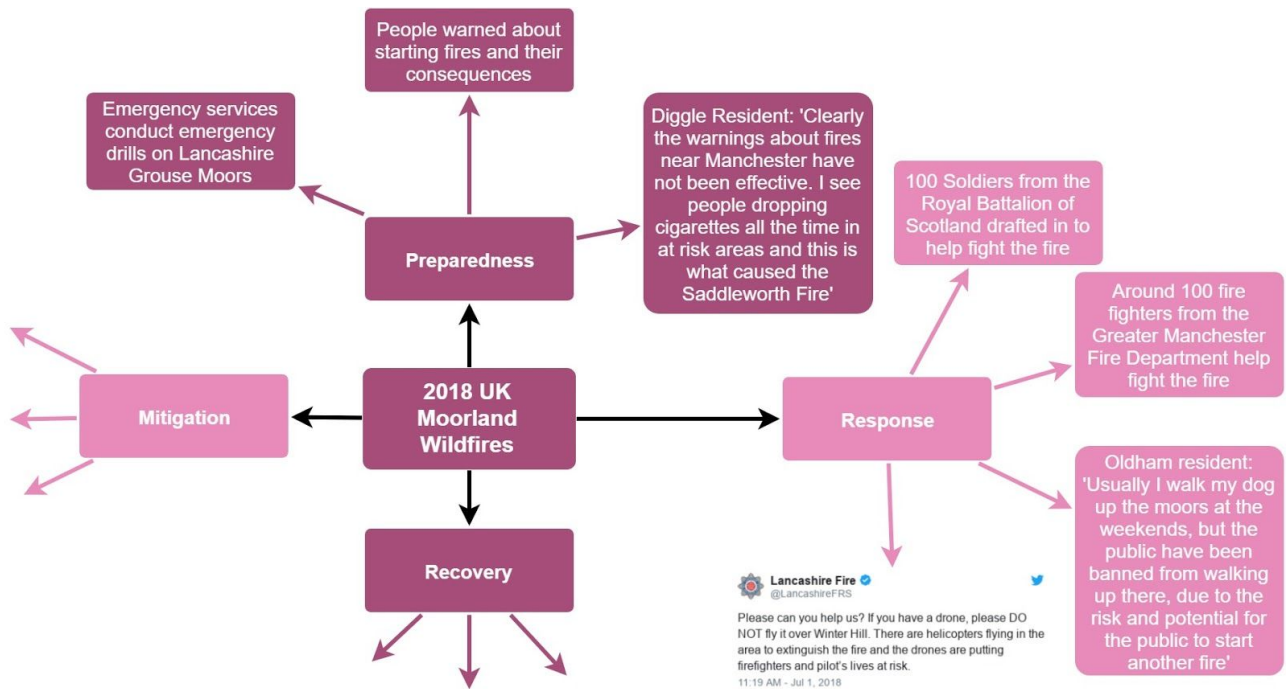 People warned about
starting fires and their
consequences
Emergency services
conduct emergency
drills on Lancashire
Grouse Moors
Diggle Resident: 'Clearly
the warnings about fires
near Manchester have
not been effective. I see
people dropping
cigarettes all the time in
at risk areas and this is
what caused the
Saddleworth Fire'
Preparedness
100 Soldiers from the
Royal Battalion of
Scotland drafted in to
help fight the fire
Around 100 fire
fighters from the
Greater Manchester
Fire Department help
fight the fire
Mitigation
2018 UK
Moorland
Wildfires
Response
Oldham resident:
'Usually I walk my dog
up the moors at the
weekends, but the
public have been
banned from walking
up there, due to the
risk and potential for
the public to start
another fire'
Recovery
Lancashire Fire
@LancashireFRS
Please can you help us? If you have a drone, please DO
NOT fly it over Winter Hill. There are helicopters flying in the
area to extinguish the fire and the drones are putting
firefighters and pilot's lives at risk.
11:19 AM - Jul 1, 2018